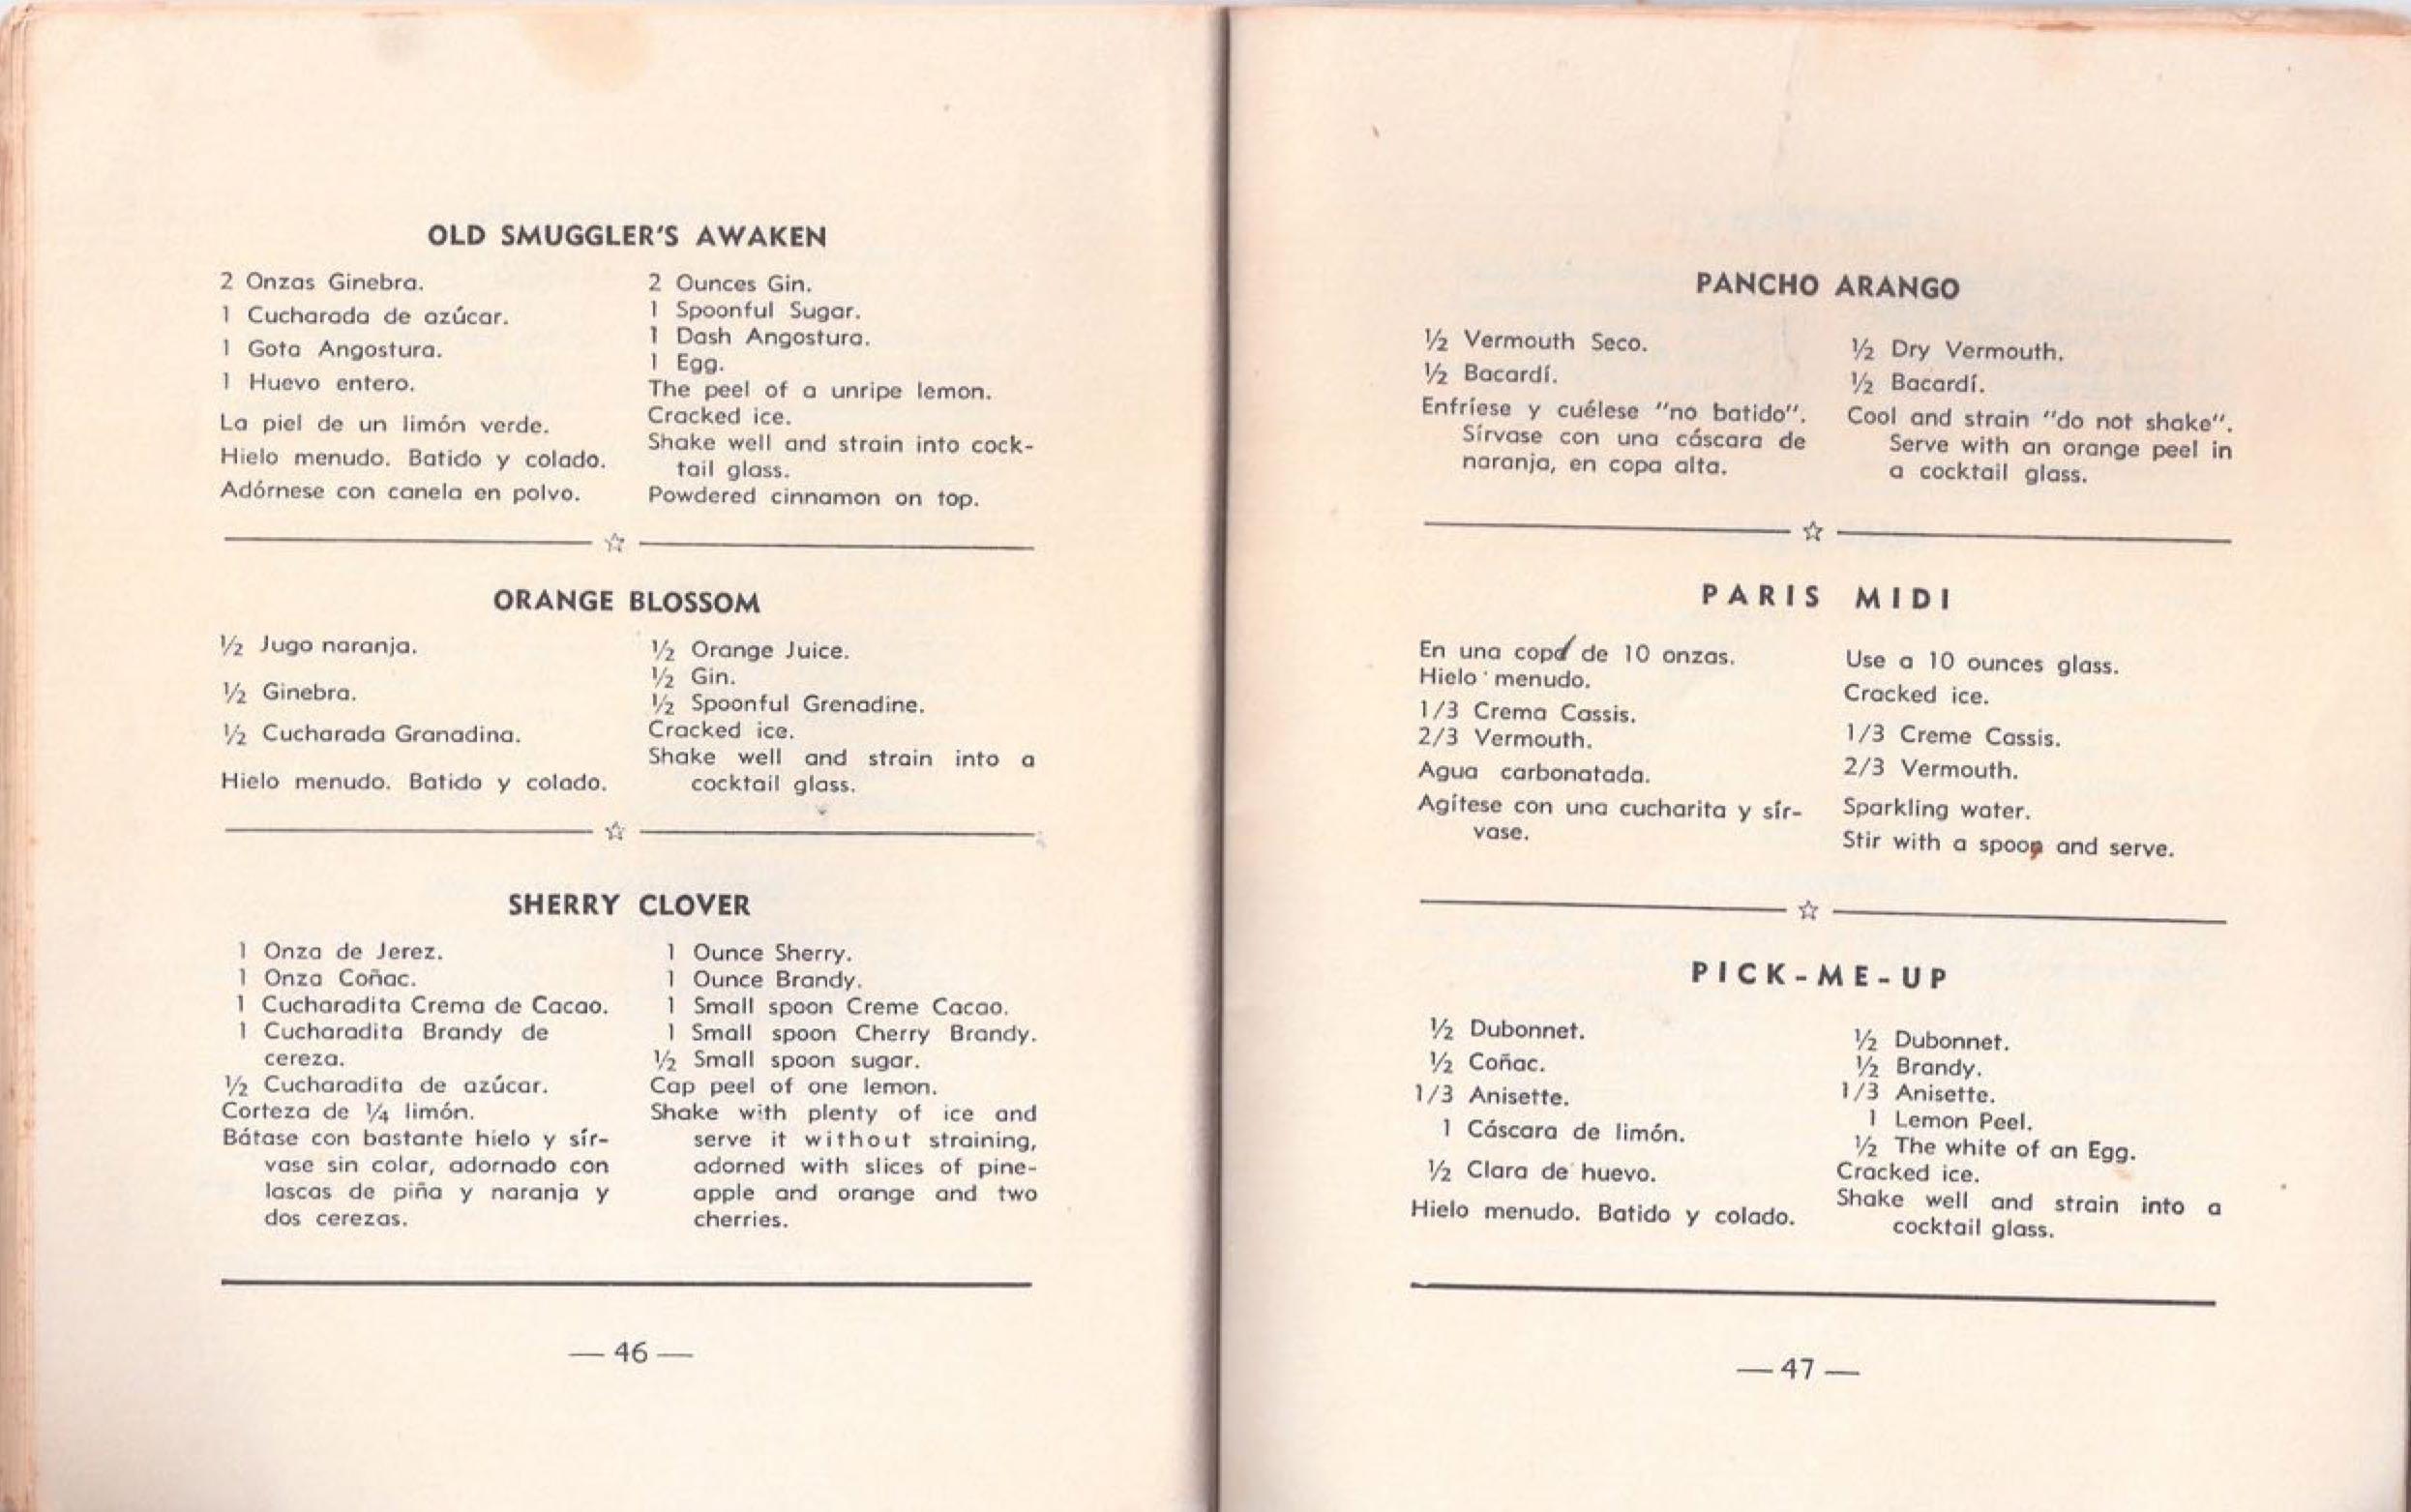 OLD SMUGGLER'S AWAKEN
2 Onzas Ginebra.
1 Cucharada de azúcar.
1 Gota Angostura.
1 Huevo entero.
La piel de un limón verde.
Hielo menudo. Batido y colado.
Adórnese con canela en polvo.
2 Ounces Gin.
1 Spoonful Sugar.
1 Dash Angostura.
1 Egg.
The peel of a unripe lemon.
Cracked ice.
Shake well and strain into cock-
tail glass.
Powdered cinnamon on top.
ORANGE BLOSSOM
½ Jugo naranja.
½ Ginebra.
½ Cucharada Granadina.
Hielo menudo. Batido y colado.
½ Orange Juice.
½ Gin.
½ Spoonful Grenadine.
Cracked ice.
Shake well and strain into a
cocktail glass.
SHERRY CLOVER
1 Onza de Jerez.
1 Onza Coñac.
1 Cucharadita Crema de Cacao.
1 Cucharadita Brandy de
cereza.
½ Cucharadita de azúcar.
Corteza de ¼ limón.
Bátase con bastante hielo y sír-
vase sin colar, adornado con
lascas de piña y naranja y
dos cerezas.
1 Ounce Sherry.
1 Ounce Brandy.
1 Small spoon Creme Cacao.
1 Small spoon Cherry Brandy.
½ Small spoon sugar.
Cap peel of one lemon.
Shake with plenty of ice and
serve it without straining,
adorned with slices of pine-
apple and orange and two
cherries.
— 46 —
PANCHO ARANGO
½ Vermouth Seco.
½ Bacardí.
Enfríese y cuélese "no batido".
Sírvase con una cáscara de
naranja, en copa alta.
½ Dry Vermouth.
½ Bacardí.
Cool and strain "do not shake".
Serve with an orange peel in
a cocktail glass.
PARIS MIDI
En una copa de 10 onzas.
Hielo menudo.
1/3 Crema Cassis.
2/3 Vermouth.
Agua carbonatada.
Agítese con una cucharita y sír-
vase.
Use a 10 ounces glass.
Cracked ice.
1/3 Creme Cassis.
2/3 Vermouth.
Sparkling water.
Stir with a spoon and serve.
PICK-ME-UP
½ Dubonnet.
½ Coñac.
1/3 Anisette.
1 Cáscara de limón.
½ Clara de huevo.
Hielo menudo. Batido y colado.
½ Dubonnet.
½ Brandy.
1/3 Anisette.
1 Lemon Peel.
½ The white of an Egg.
Cracked ice.
Shake well and strain into a
cocktail glass.
— 47 —